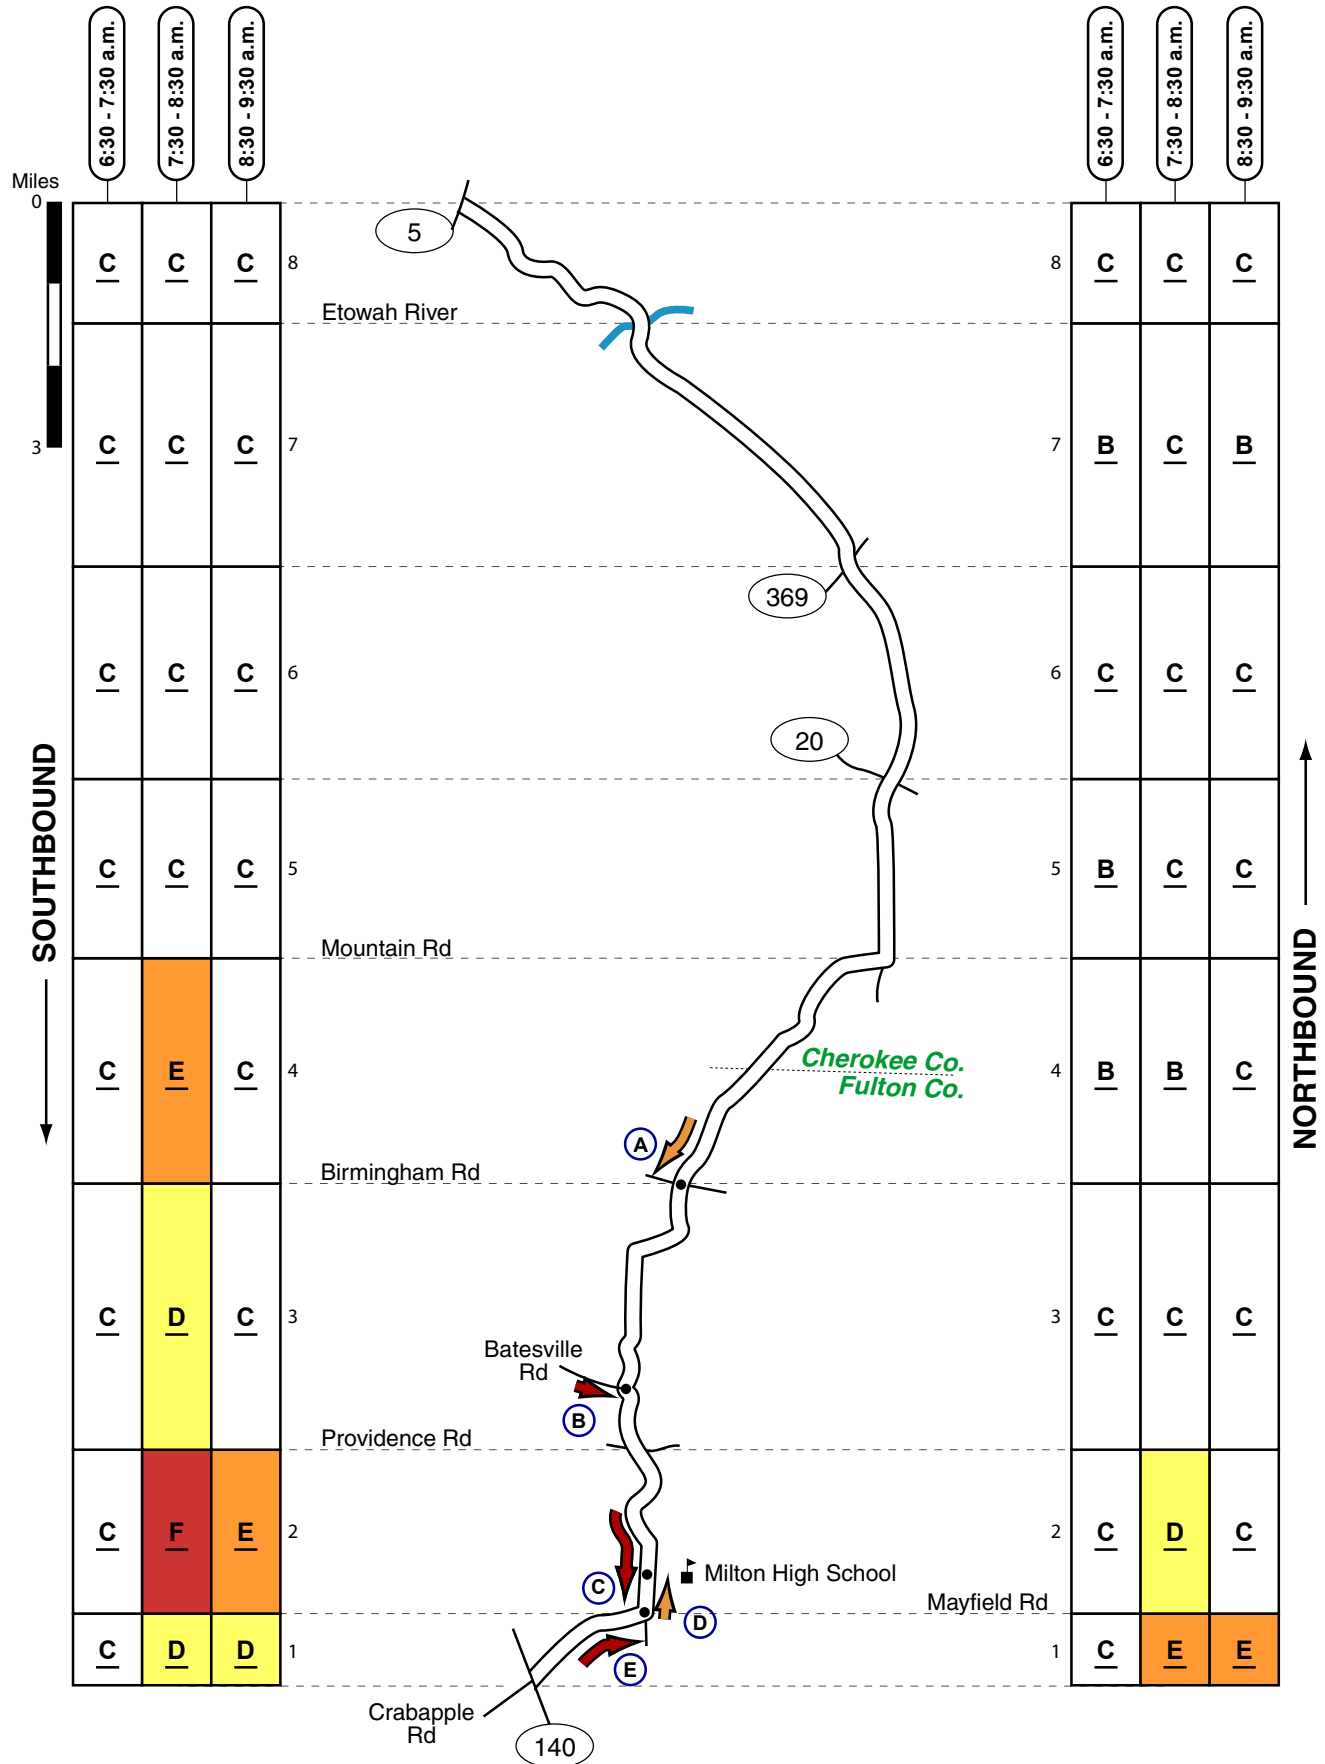 6:30 - 7:30 a.m. 7:30 - 8:30 a.m. 8:30 - 9:30 a.m. 6:30 - 7:30 a.m. 7:30 - 8:30 a.m. 8:30 - 9:30 a.m.
Miles
0
5
C C C 8 8 C C C
Etowah River
3
C C C 7 7 B C B
369
C C C 6 6 C C C
20
SOUTHBOUND
C C C 5 5 B C C
Mountain Rd
NORTHBOUND
Cherokee Co.
C E C 4 4 B B C
Fulton Co.
A
Birmingham Rd
C D C 3 3 C C C
Batesville
Rd
B
Providence Rd
C F E 2 2 C D C
Milton High School
C
Mayfield Rd
D
C D D 1 1 C E E
E
Crabapple
Rd
140